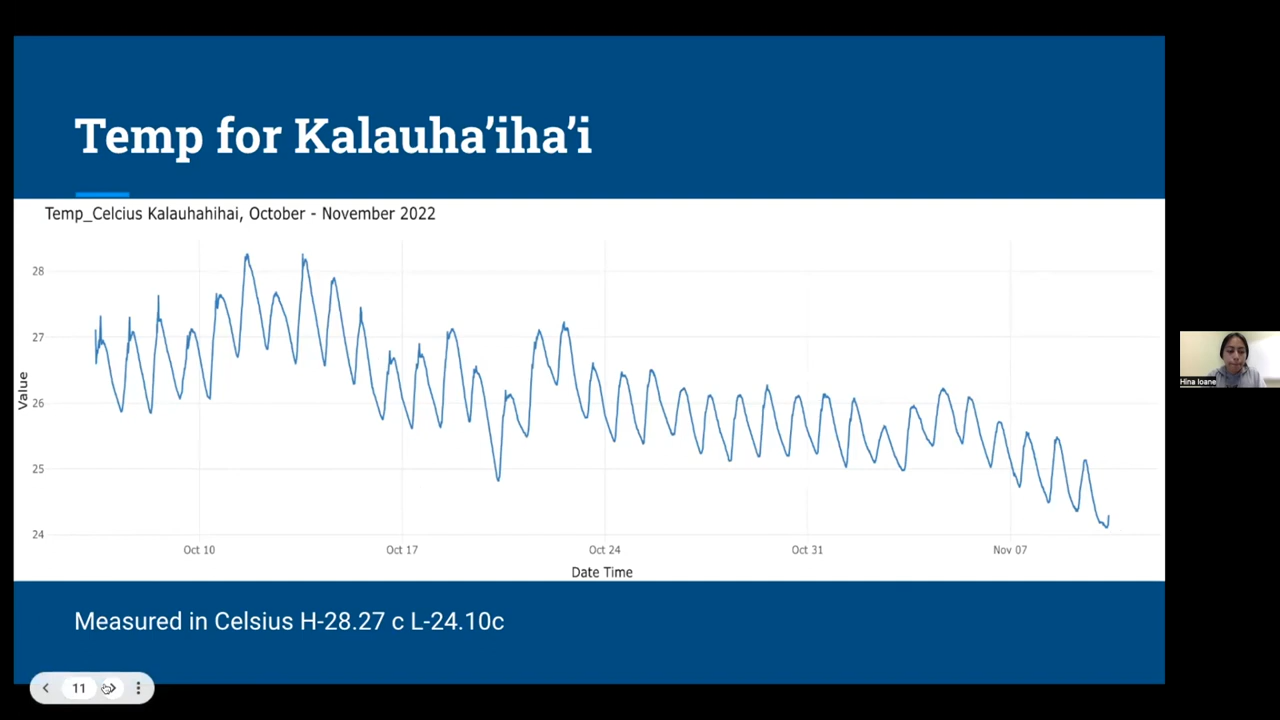 Temp for Kalauha’iha’i
Temp_Celcius Kalauhahihai, October - November 2022
28
27
26
25
24
Value
Oct 10
Oct 17
Oct 24
Oct 31
Nov 07
Date Time
Measured in Celsius H-28.27 c L-24.10c
11
Hina Ioane